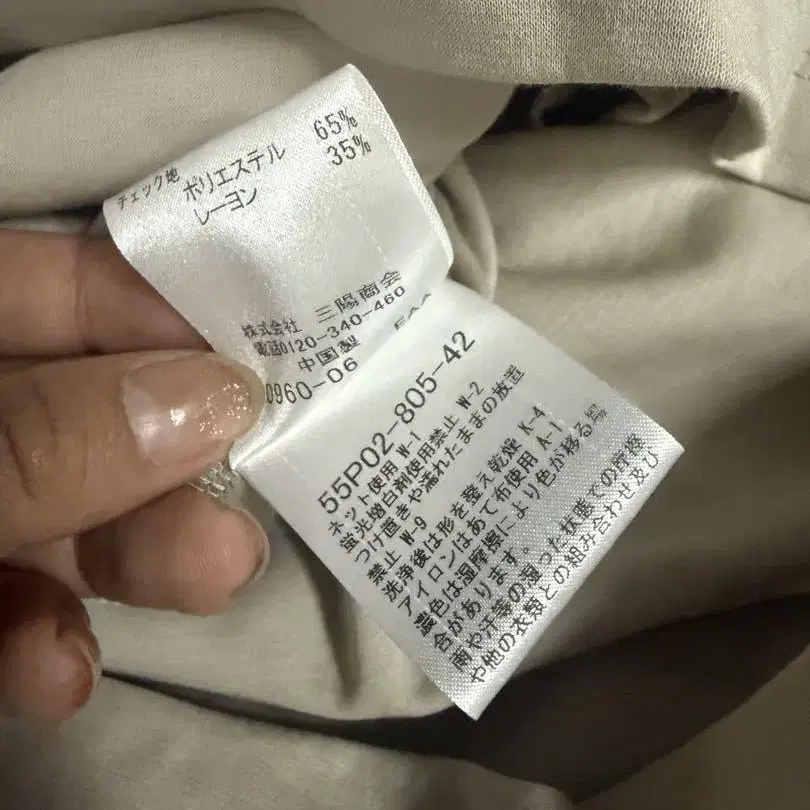 チェック地
ポリエステル 65%
レーヨン 35%
株式会社 三陽商会
電話0120-340-460
中国製
0960-06
55P02-805-42
ネット使用 W-1
蛍光増白剤使用禁止 W-2
つけ置きや濡れたままの放置
禁止 W-9
洗浄後は形を整え乾燥 K-4
アイロンはあて布使用 A-1
濃色は湿摩擦により色が移る場
合があります。
雨や汗等の湿った状態での摩擦
や他の衣類との組み合わせ及び